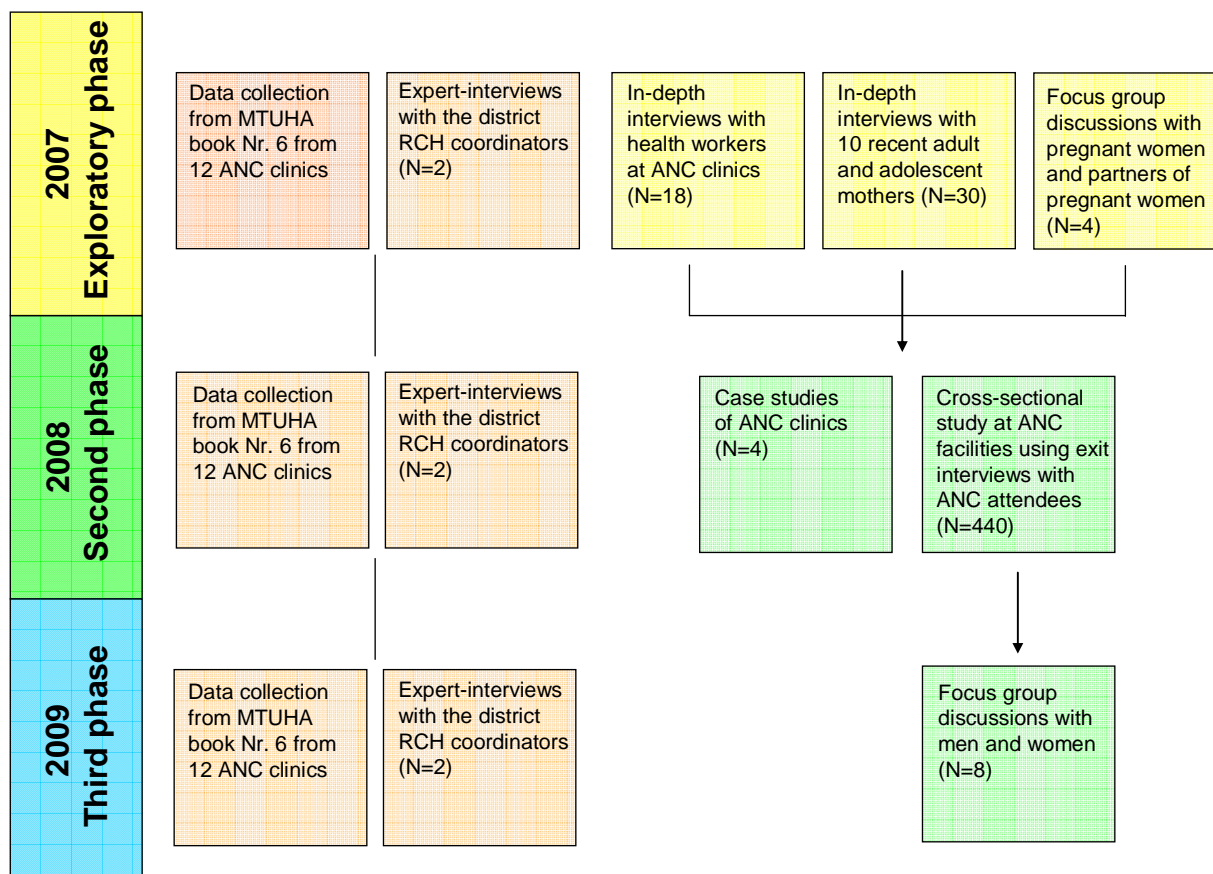 2007
Exploratory phase
Data collection
from MTUHA
book Nr. 6 from
12 ANC clinics
Expert-interviews
with the district
RCH coordinators
(N=2)
In-depth
interviews with
health workers
at ANC clinics
(N=18)
In-depth
interviews with
10 recent adult
and adolescent
mothers (N=30)
Focus group
discussions with
pregnant women
and partners of
pregnant women
(N=4)
2008
Second phase
Data collection
from MTUHA
book Nr. 6 from
12 ANC clinics
Expert-interviews
with the district
RCH coordinators
(N=2)
Case studies
of ANC clinics
(N=4)
Cross-sectional
study at ANC
facilities using exit
interviews with
ANC attendees
(N=440)
2009
Third phase
Data collection
from MTUHA
book Nr. 6 from
12 ANC clinics
Expert-interviews
with the district
RCH coordinators
(N=2)
Focus group
discussions with
men and women
(N=8)